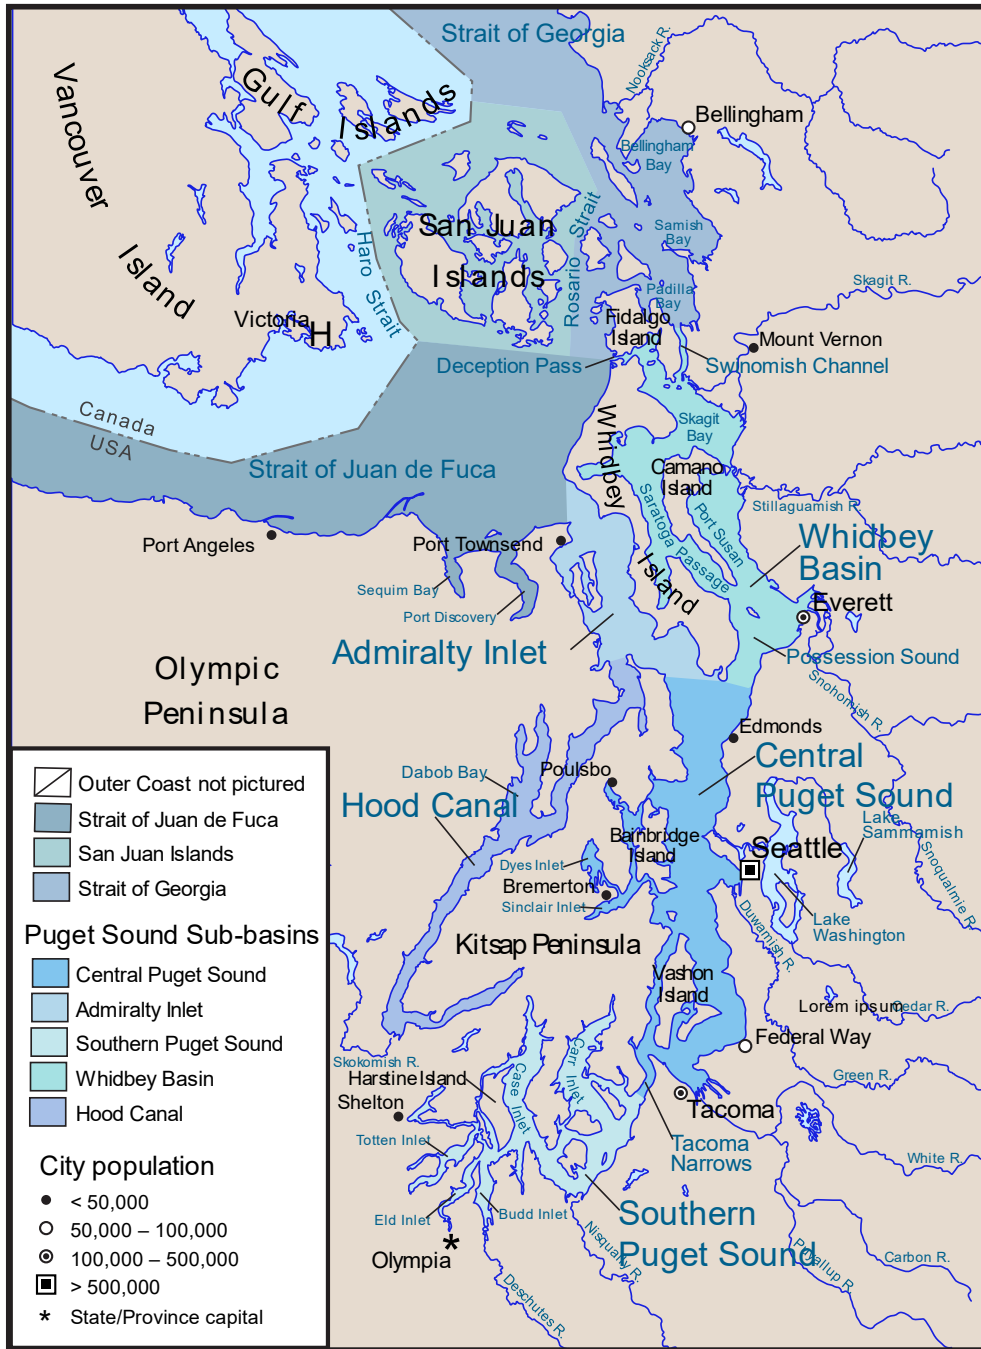 Strait of Georgia
Nooksack R.
Vancouver
Island
Gulf
Islands
Bellingham
Bellingham
Bay
San Juan
Islands
Haro Strait
Rosario Strait
Samish
Bay
Padilla
Bay
Skagit R.
Victoria
H
Fidalgo
Island
Mount Vernon
Deception Pass
Swinomish Channel
Canada
USA
Whidbey
Island
Skagit
Bay
Strait of Juan de Fuca
Camano
Island
Saratoga Passage
Port Susan
Stillaguamish R.
Port Angeles
Port Townsend
Whidbey
Basin
Sequim Bay
Port Discovery
Everett
Admiralty Inlet
Possession Sound
Olympic
Peninsula
Snohomish R.
Edmonds
Dabob Bay
Poulsbo
Central
Puget Sound
Hood Canal
Lake
Sammamish
Bainbridge
Island
Seattle
Dyes Inlet
Bremerton
Sinclair Inlet
Snoqualmie R.
Duwamish R.
Lake
Washington
Kitsap Peninsula
Vashon
Island
Lorem ipsum
Cedar R.
Federal Way
Skokomish R.
Harstine Island
Case Inlet
Carr Inlet
Green R.
Shelton
Tacoma
Totten Inlet
Tacoma
Narrows
White R.
Eld Inlet
Budd Inlet
Southern
Puget Sound
Olympia
Nisqually R.
Puyallup R.
Carbon R.
Deschutes R.
Outer Coast not pictured
Strait of Juan de Fuca
San Juan Islands
Strait of Georgia
Puget Sound Sub-basins
Central Puget Sound
Admiralty Inlet
Southern Puget Sound
Whidbey Basin
Hood Canal
City population
< 50,000
50,000 – 100,000
100,000 – 500,000
> 500,000
* State/Province capital